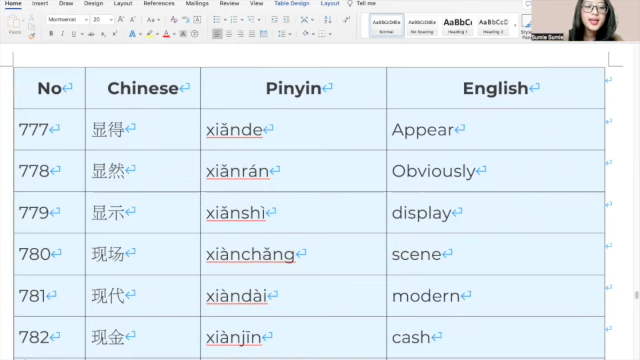 Home Insert Draw Design Layout References Mailings Review View Table Design Layout Tell me
Montserrat 20
AaBbCcDdEe AaBbCcDdEe AaBbC AaBbCcD
Normal No Spacing Heading 1 Heading 2
Sumie Sumie
No Chinese Pinyin English
777 显得 xiǎnde Appear
778 显然 xiǎnrán Obviously
779 显示 xiǎnshì display
780 现场 xiànchǎng scene
781 现代 xiàndài modern
782 现金 xiànjīn cash